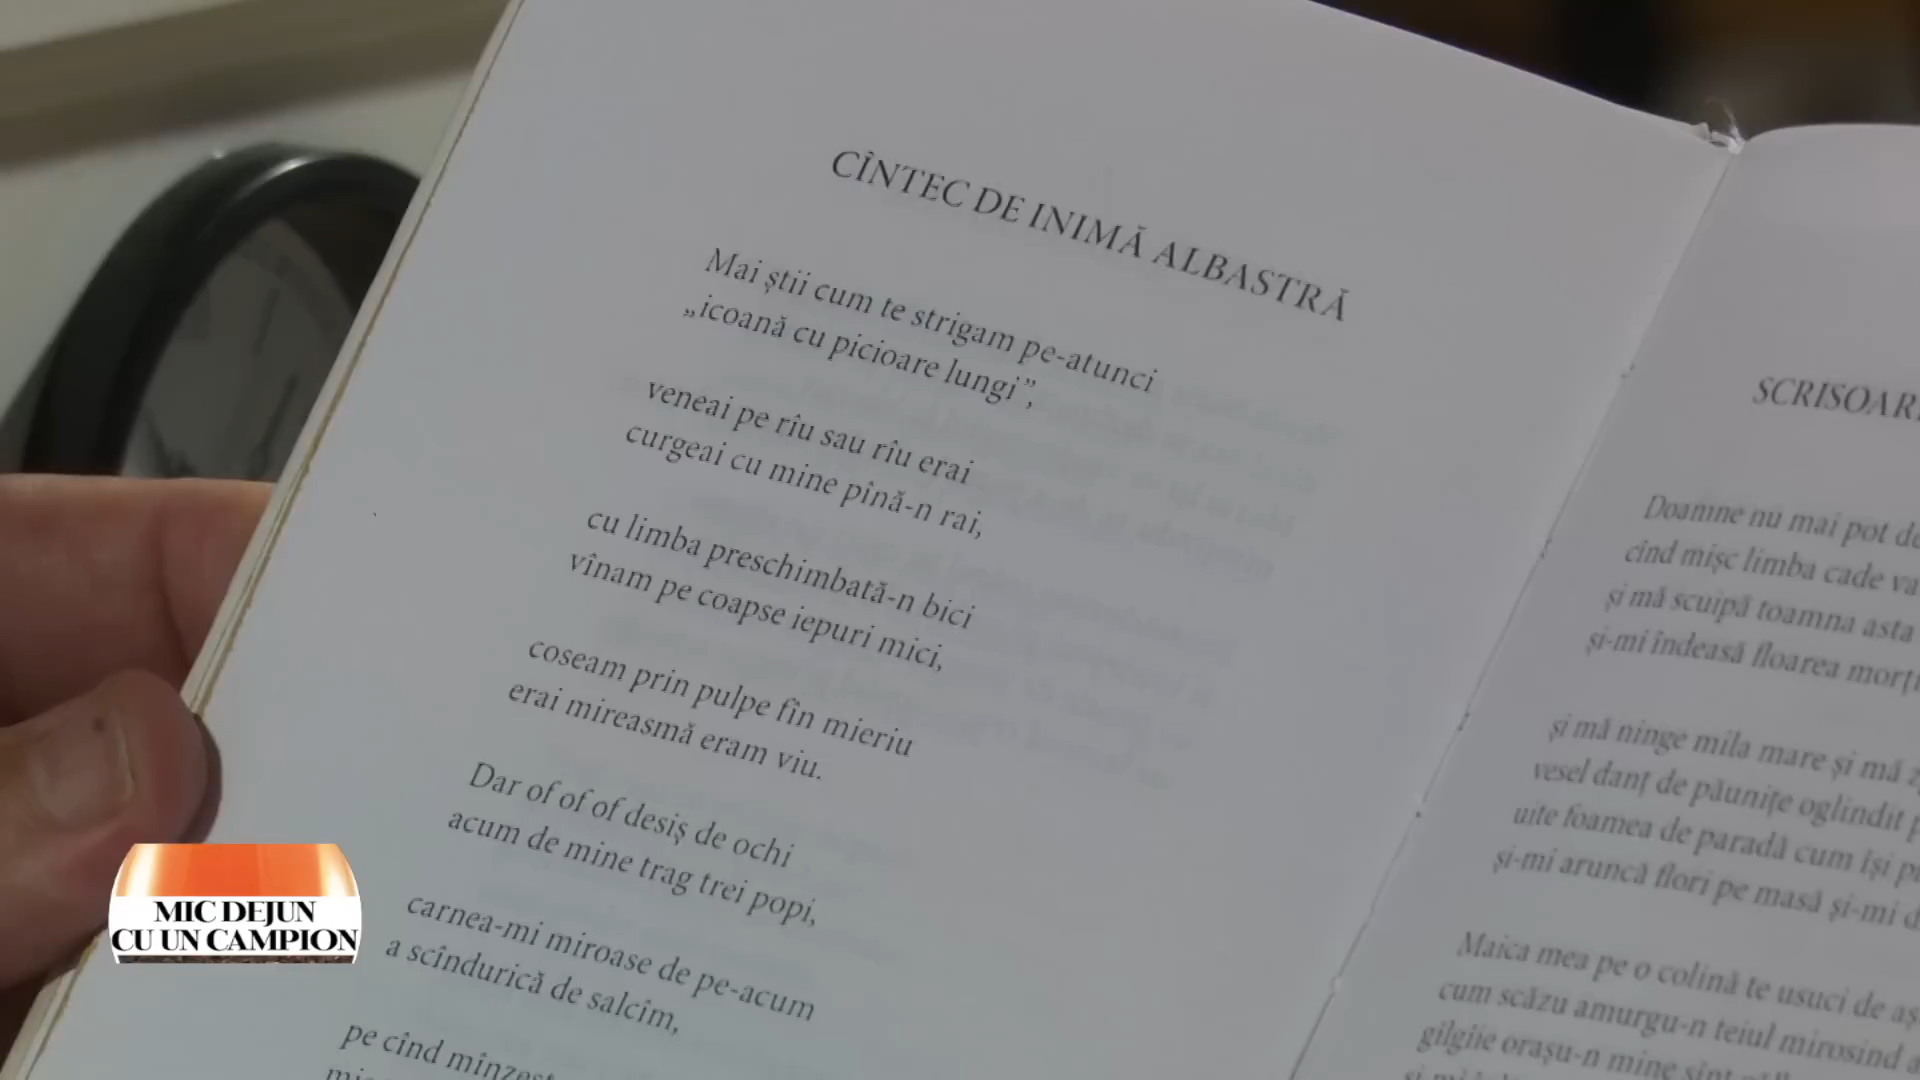 CÎNTEC DE INIMĂ ALBASTRĂ
Mai știi cum te strigam pe-atunci
„icoană cu picioare lungi”,
veneai pe rîu sau rîu erai
curgeai cu mine pînă-n rai,
cu limba preschimbată-n bici
vînam pe coapse iepuri mici,
coseam prin pulpe fîn mieriu
erai mireasmă eram viu.
Dar of of of desiș de ochi
acum de mine trag trei popi,
carnea-mi miroase de pe-acum
a scîndurică de salcîm,
pe cînd
Doamne nu mai pot
cînd mișc limba cade
și mă scuipă toamna asta
și-mi îndeasă floarea
și mă ninge mila mare și mă
vesel danț de păunițe oglindit
uite foamea de paradă cum își
și-mi aruncă flori pe masă și-mi
Maica mea pe o colină te usuci de
cum scăzu amurgu-n teiul mirosind
gîlgîie orașu-n mine sînt
MIC DEJUN
CU UN CAMPION